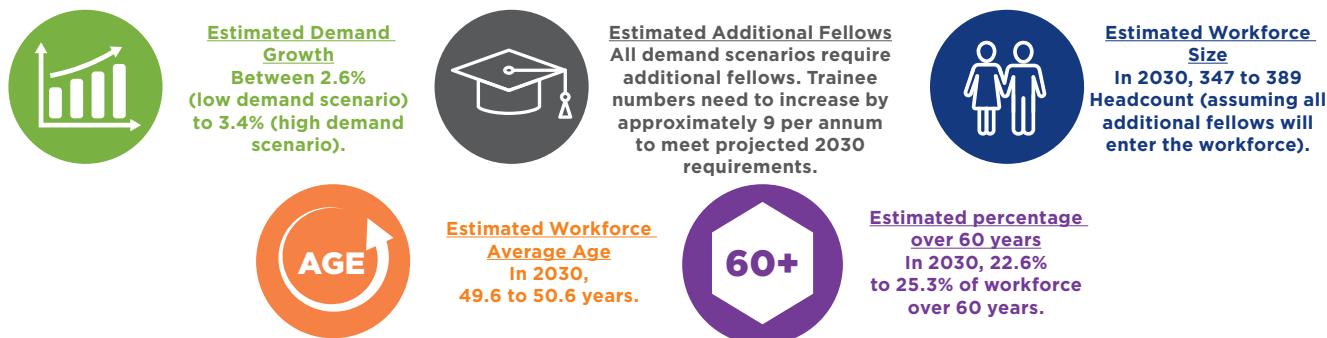 Estimated Demand
Growth
Between 2.6%
(low demand scenario)
to 3.4% (high demand
scenario).
Estimated Additional Fellows
All demand scenarios require
additional fellows. Trainee
numbers need to increase by
approximately 9 per annum
to meet projected 2030
requirements.
Estimated Workforce
Size
In 2030, 347 to 389
Headcount (assuming all
additional fellows will
enter the workforce).
AGE
Estimated Workforce
Average Age
In 2030,
49.6 to 50.6 years.
60+
Estimated percentage
over 60 years
In 2030, 22.6%
to 25.3% of workforce
over 60 years.